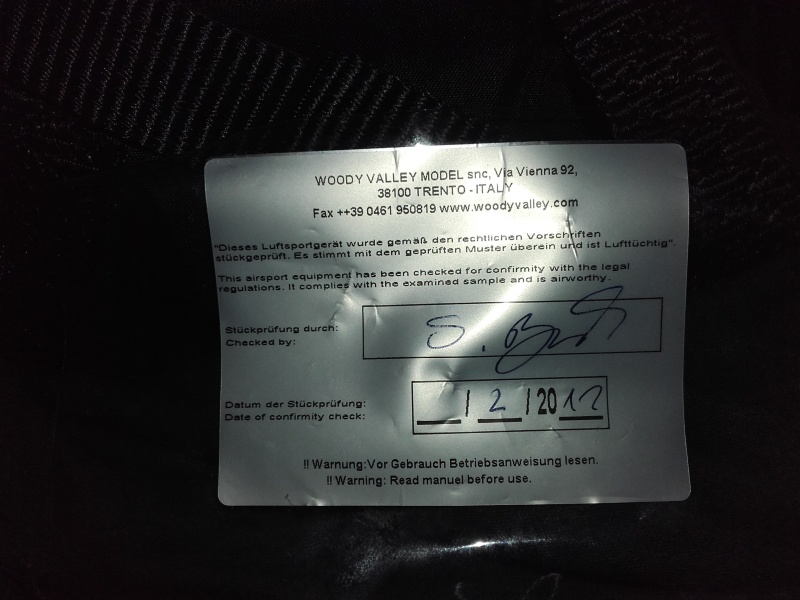 WOODY VALLEY MODEL snc, Via Vienna 92,
38100 TRENTO - ITALY
Fax ++39 0461 950819 www.woodyvalley.com
"Dieses Luftsportgerät wurde gemäß den rechtlichen Vorschriften
stückgeprüft. Es stimmt mit dem geprüften Muster überein und ist Lufttüchtig".
This airsport equipment has been checked for confirmity with the legal
regulations. It complies with the examined sample and is airworthy.
Stückprüfung durch:
Checked by: S.
Datum der Stückprüfung:
Date of confirmity check: __ / 2 / 2012
!! Warnung:Vor Gebrauch Betriebsanweisung lesen.
!! Warning: Read manuel before use.